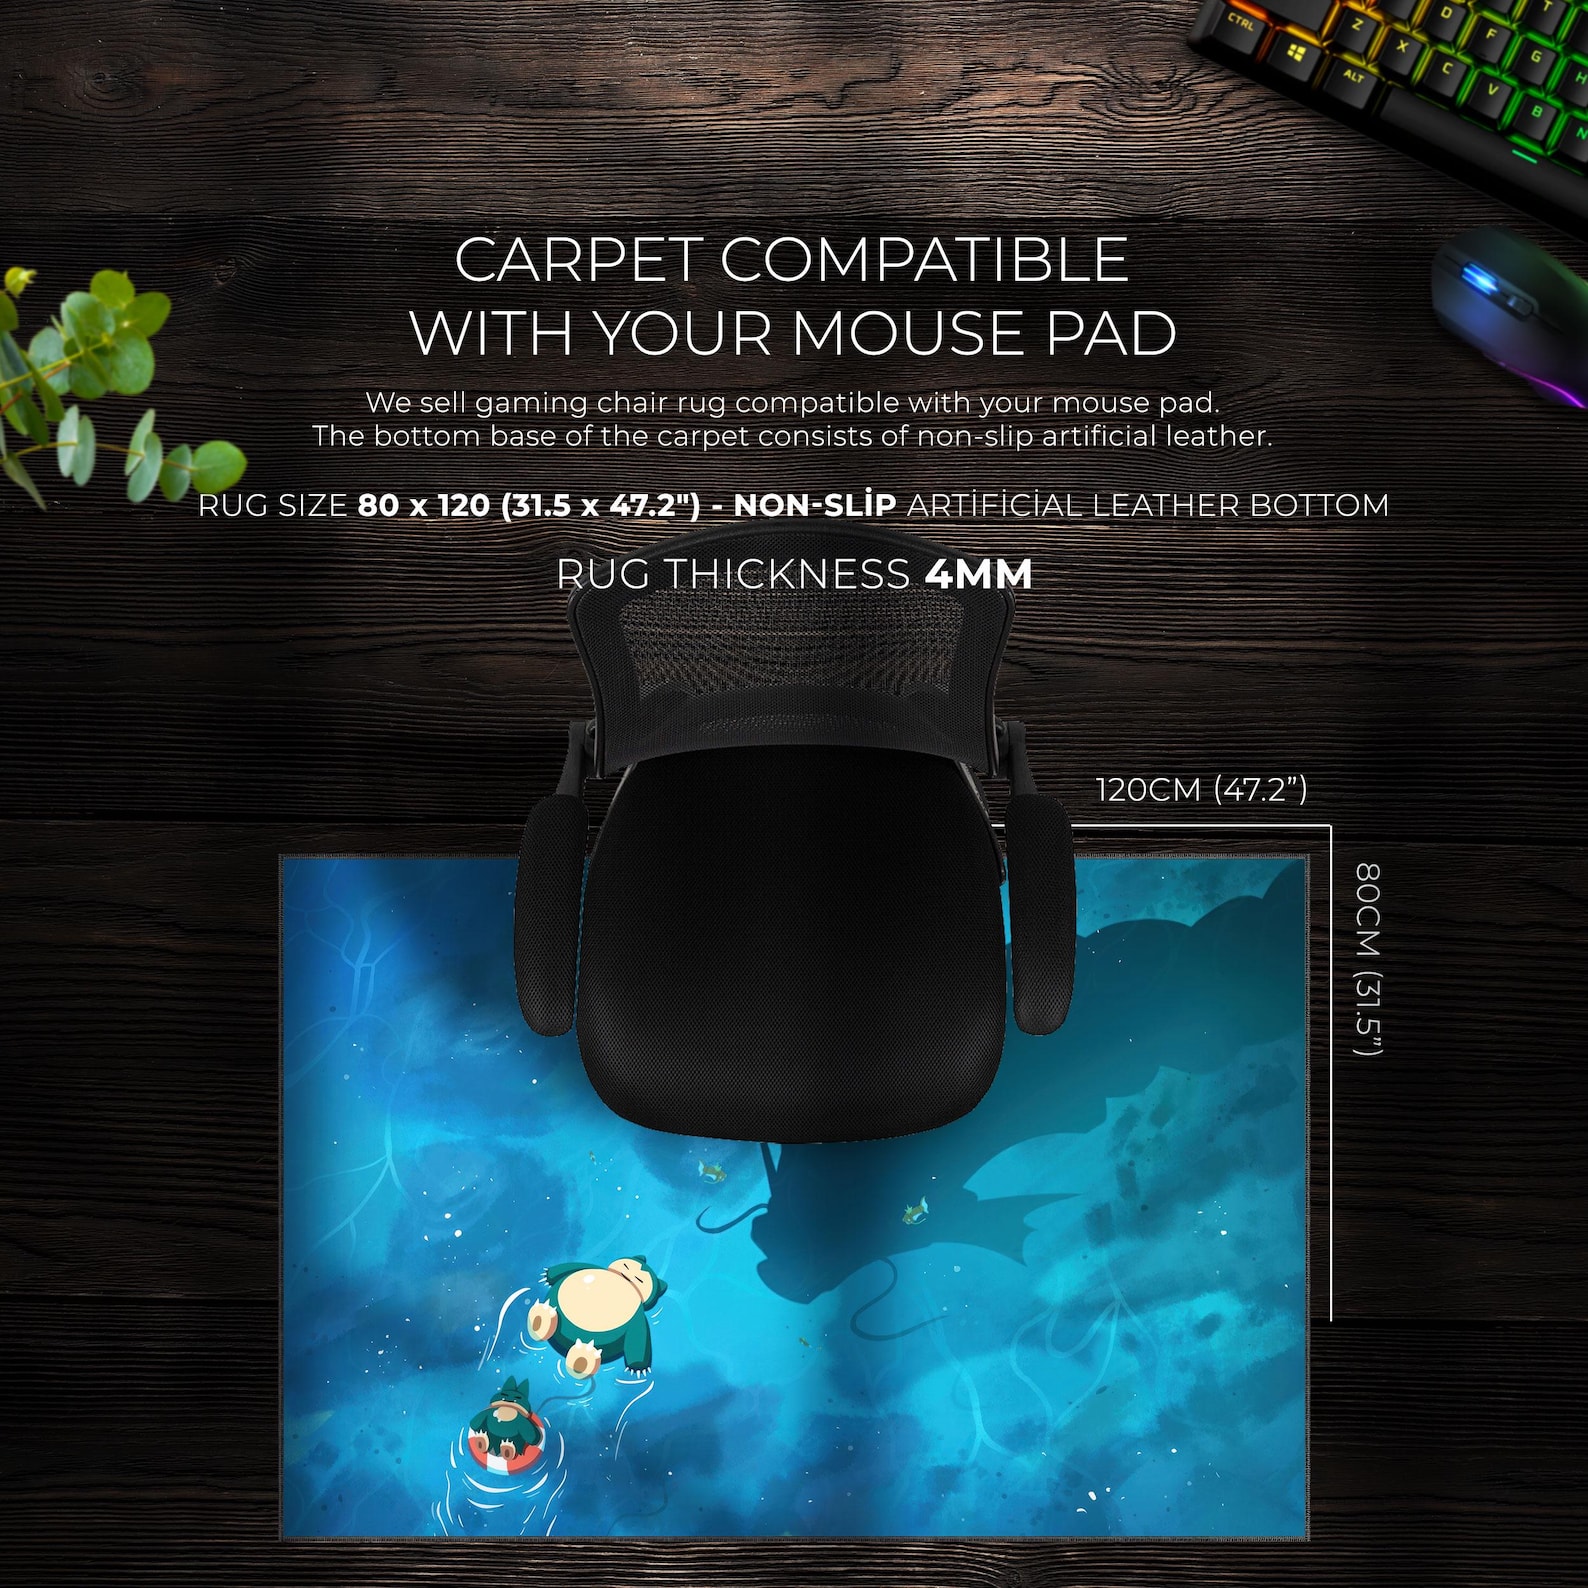 CTRL
ALT
Z
X
C
V
B
N
D
F
G
H
T
CARPET COMPATIBLE
WITH YOUR MOUSE PAD
We sell gaming chair rug compatible with your mouse pad.
The bottom base of the carpet consists of non-slip artificial leather.
RUG SIZE 80 x 120 (31.5 x 47.2") - NON-SLİP ARTİFİCİAL LEATHER BOTTOM
RUG THICKNESS 4MM
120CM (47.2”)
80CM (31.5”)